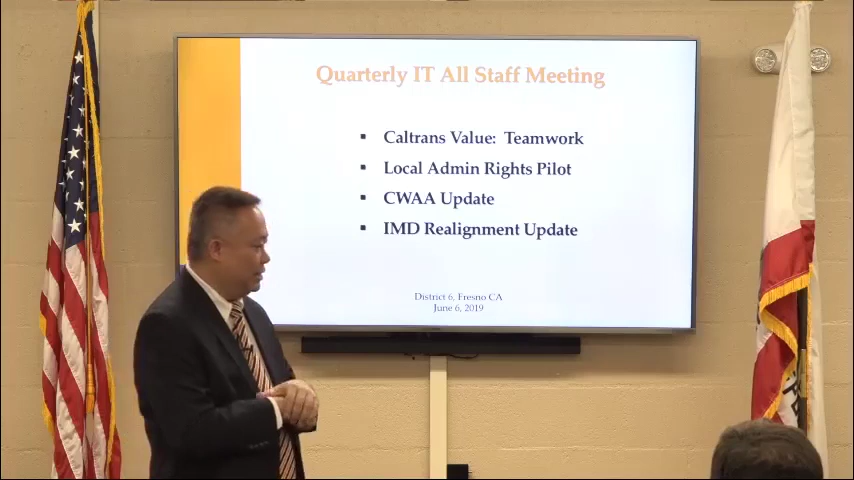 Quarterly IT All Staff Meeting
▪ Caltrans Value: Teamwork
▪ Local Admin Rights Pilot
▪ CWAA Update
▪ IMD Realignment Update
District 6, Fresno CA
June 6, 2019